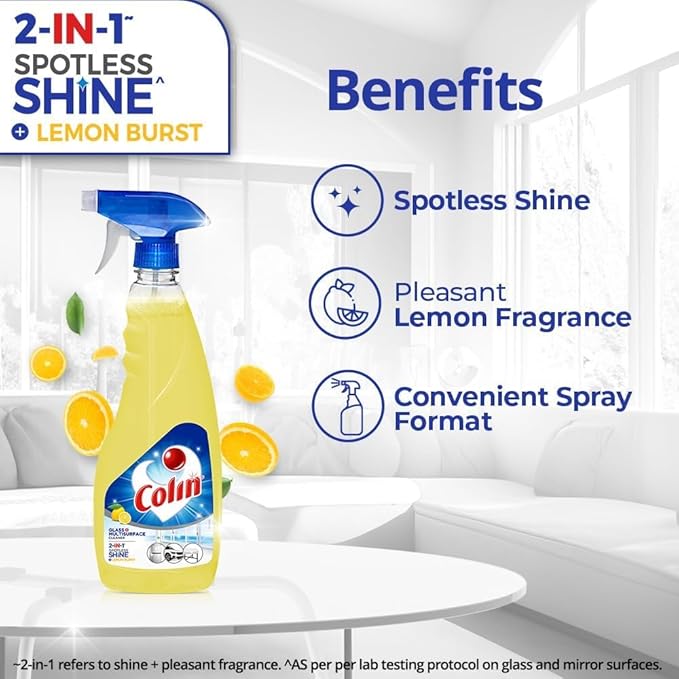 2-IN-1~
SPOTLESS
SHINE^
+ LEMON BURST
Benefits
Spotless Shine
Pleasant
Lemon Fragrance
Convenient Spray
Format
Colin®
GLASS+
MULTISURFACE
CLEANER
2-IN-1
SPOTLESS
SHINE
+ LEMON BURST
~2-in-1 refers to shine + pleasant fragrance. ^AS per per lab testing protocol on glass and mirror surfaces.